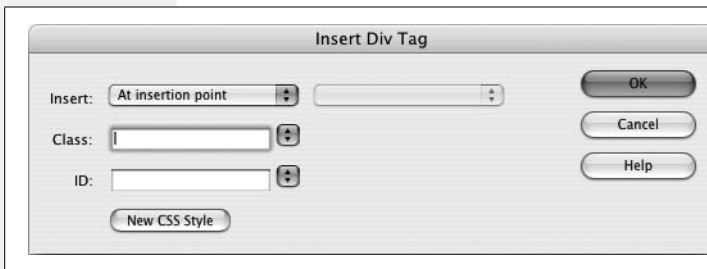 Insert Div Tag
Insert: At insertion point
OK
Class:
Cancel
ID:
Help
New CSS Style